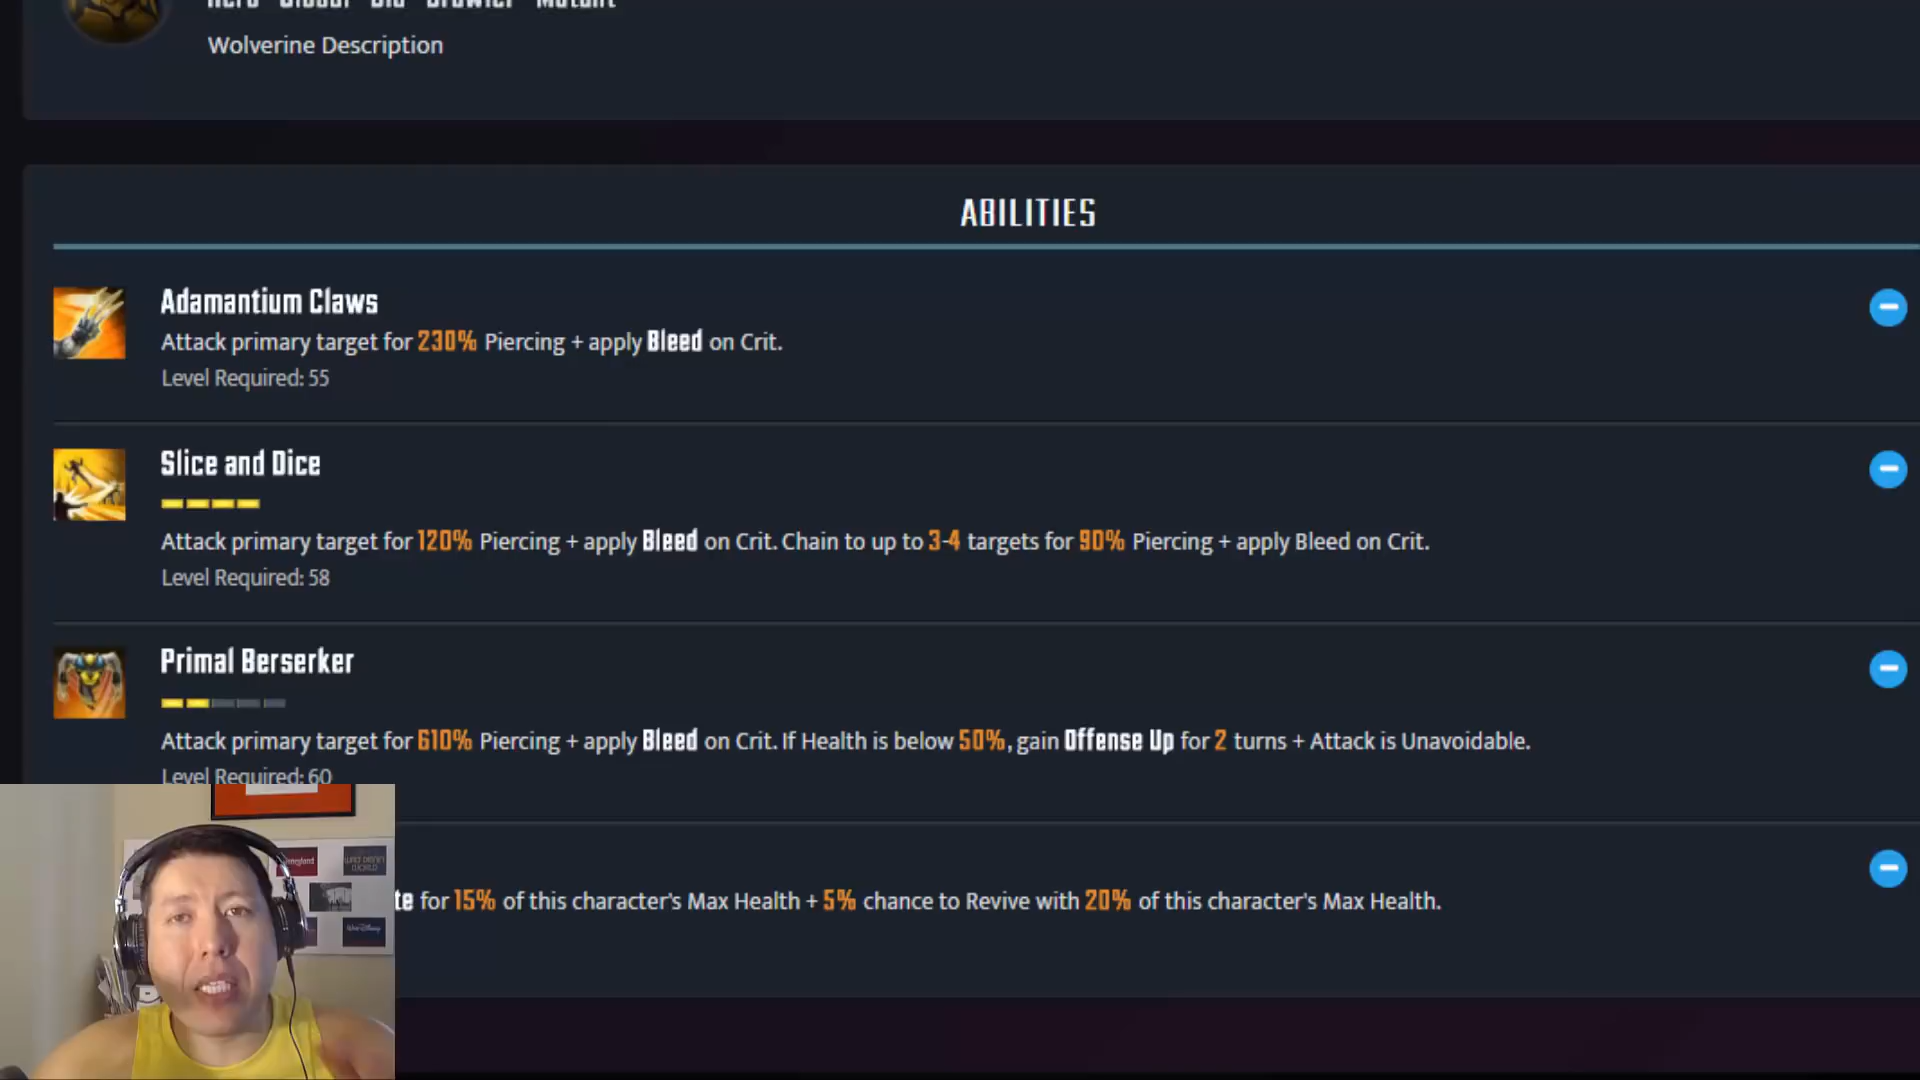 Hero Global Bio Brawler Mutant
Wolverine Description
ABILITIES
Adamantium Claws
Attack primary target for 230% Piercing + apply Bleed on Crit.
Level Required: 55
Slice and Dice
Attack primary target for 120% Piercing + apply Bleed on Crit. Chain to up to 3-4 targets for 90% Piercing + apply Bleed on Crit.
Level Required: 58
Primal Berserker
Attack primary target for 610% Piercing + apply Bleed on Crit. If Health is below 50%, gain Offense Up for 2 turns + Attack is Unavoidable.
Level Required: 60
te for 15% of this character's Max Health + 5% chance to Revive with 20% of this character's Max Health.